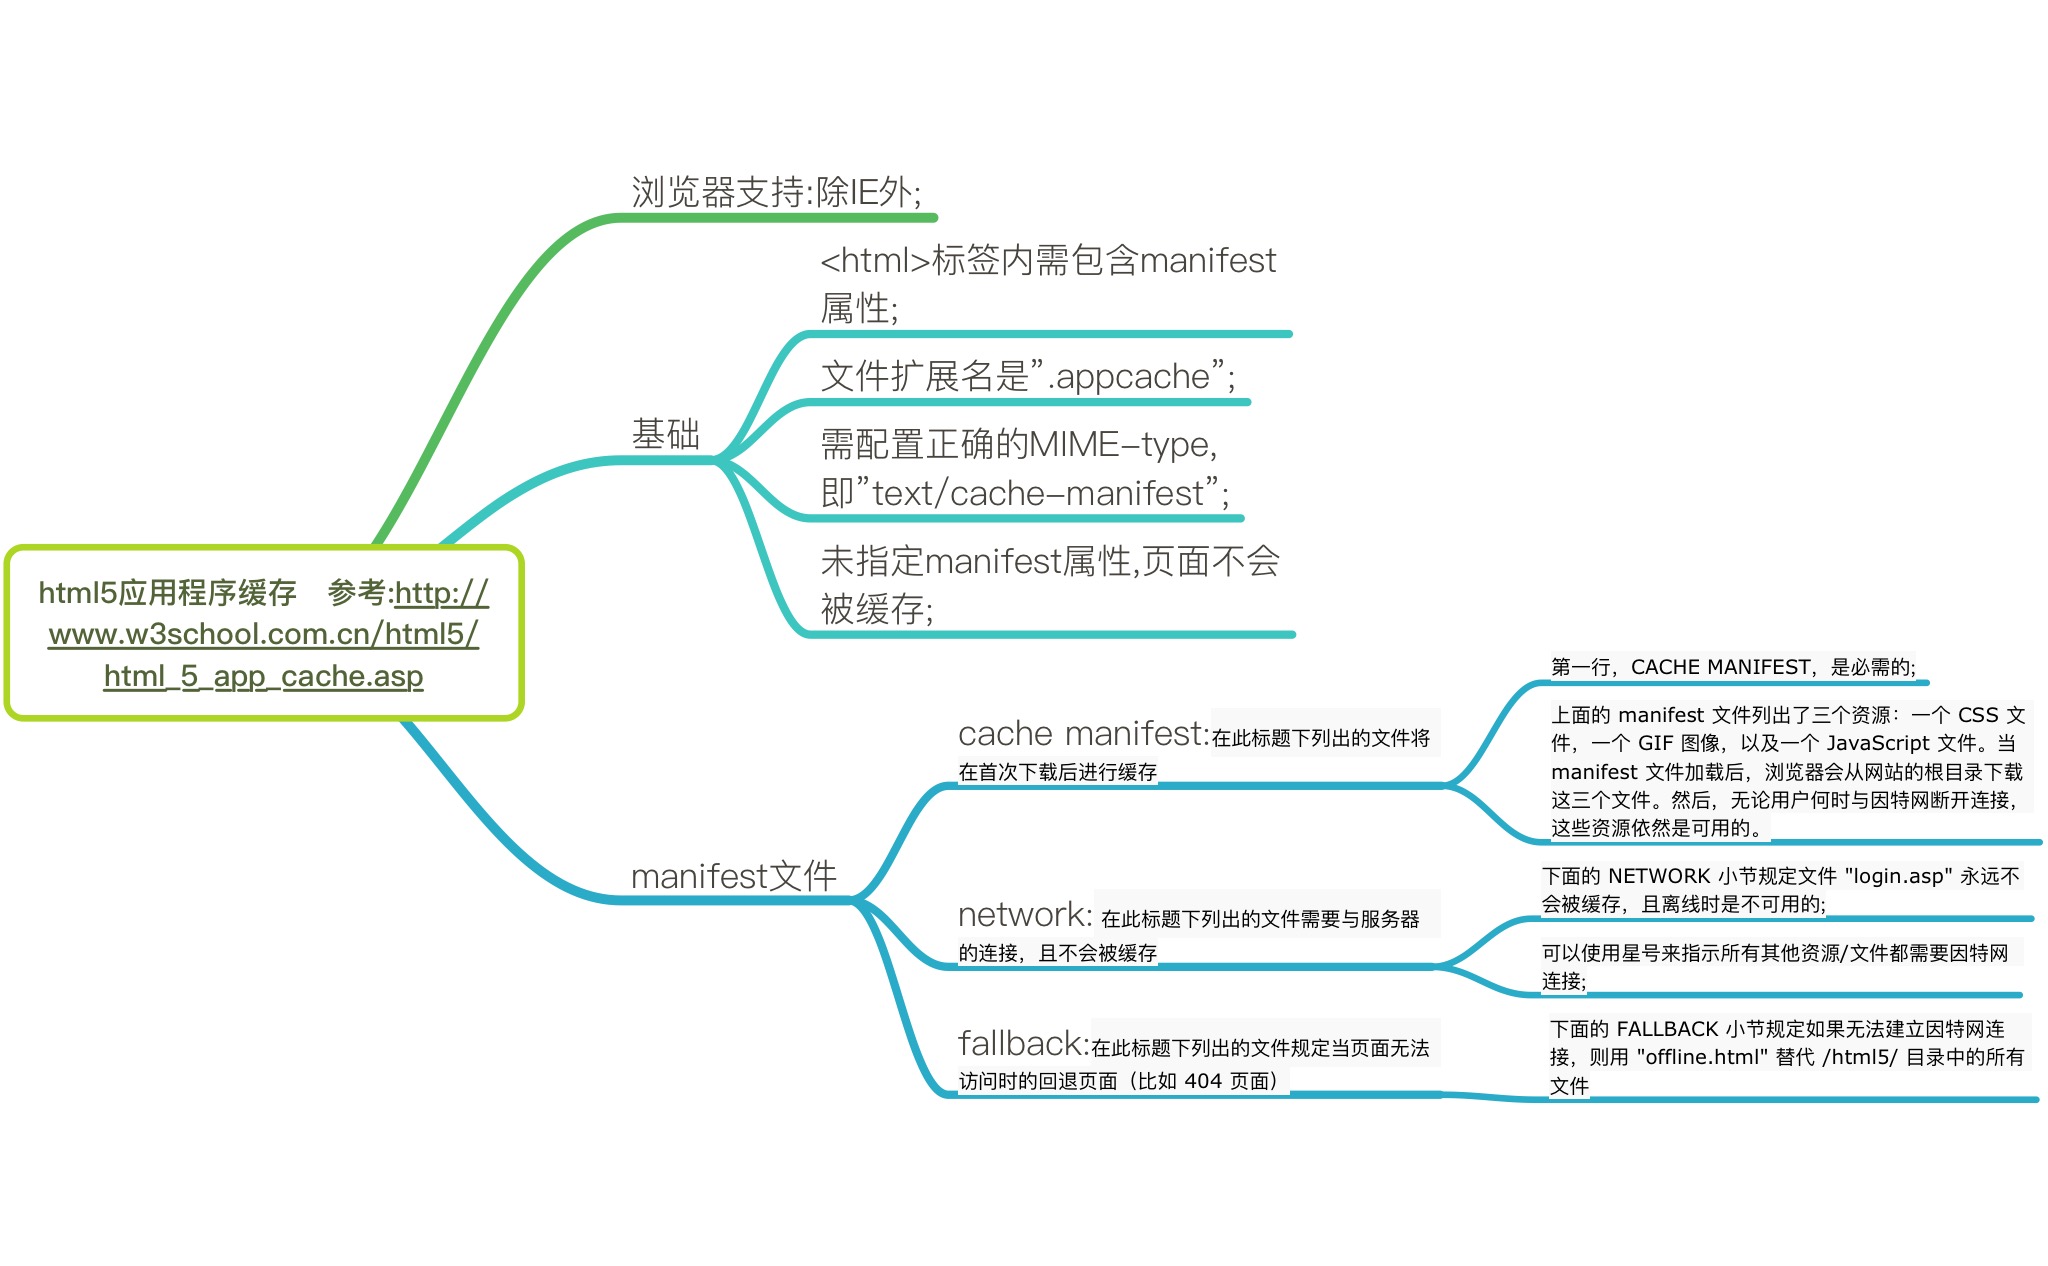 浏览器支持:除IE外;
<html>标签内需包含manifest
属性;
文件扩展名是”.appcache”;
基础
需配置正确的MIME-type,
即”text/cache-manifest”;
未指定manifest属性,页面不会
被缓存;
html5应用程序缓存 参考:http://
www.w3school.com.cn/html5/
html_5_app_cache.asp
manifest文件
cache manifest:在此标题下列出的文件将
在首次下载后进行缓存
第一行，CACHE MANIFEST，是必需的;
上面的 manifest 文件列出了三个资源：一个 CSS 文
件，一个 GIF 图像，以及一个 JavaScript 文件。当
manifest 文件加载后，浏览器会从网站的根目录下载
这三个文件。然后，无论用户何时与因特网断开连接，
这些资源依然是可用的。
network: 在此标题下列出的文件需要与服务器
的连接，且不会被缓存
下面的 NETWORK 小节规定文件 "login.asp" 永远不
会被缓存，且离线时是不可用的;
可以使用星号来指示所有其他资源/文件都需要因特网
连接;
fallback:在此标题下列出的文件规定当页面无法
访问时的回退页面（比如 404 页面）
下面的 FALLBACK 小节规定如果无法建立因特网连
接，则用 "offline.html" 替代 /html5/ 目录中的所有
文件